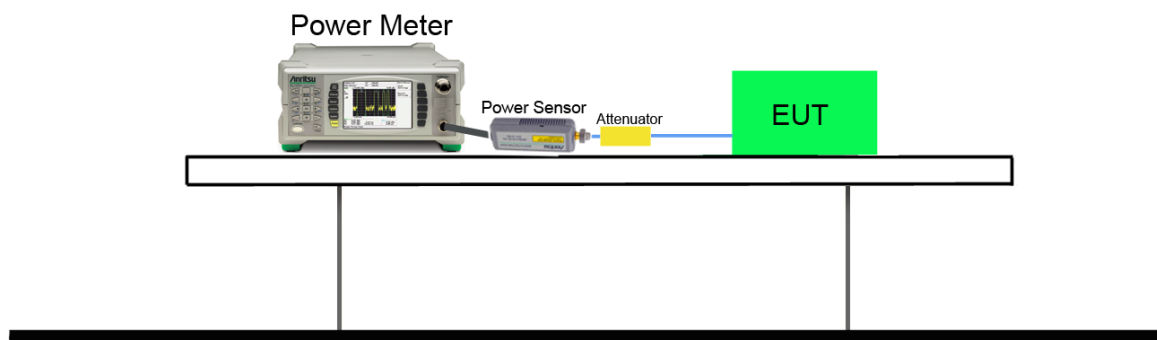 Power Meter
Anritsu
Power Sensor
Attenuator
EUT